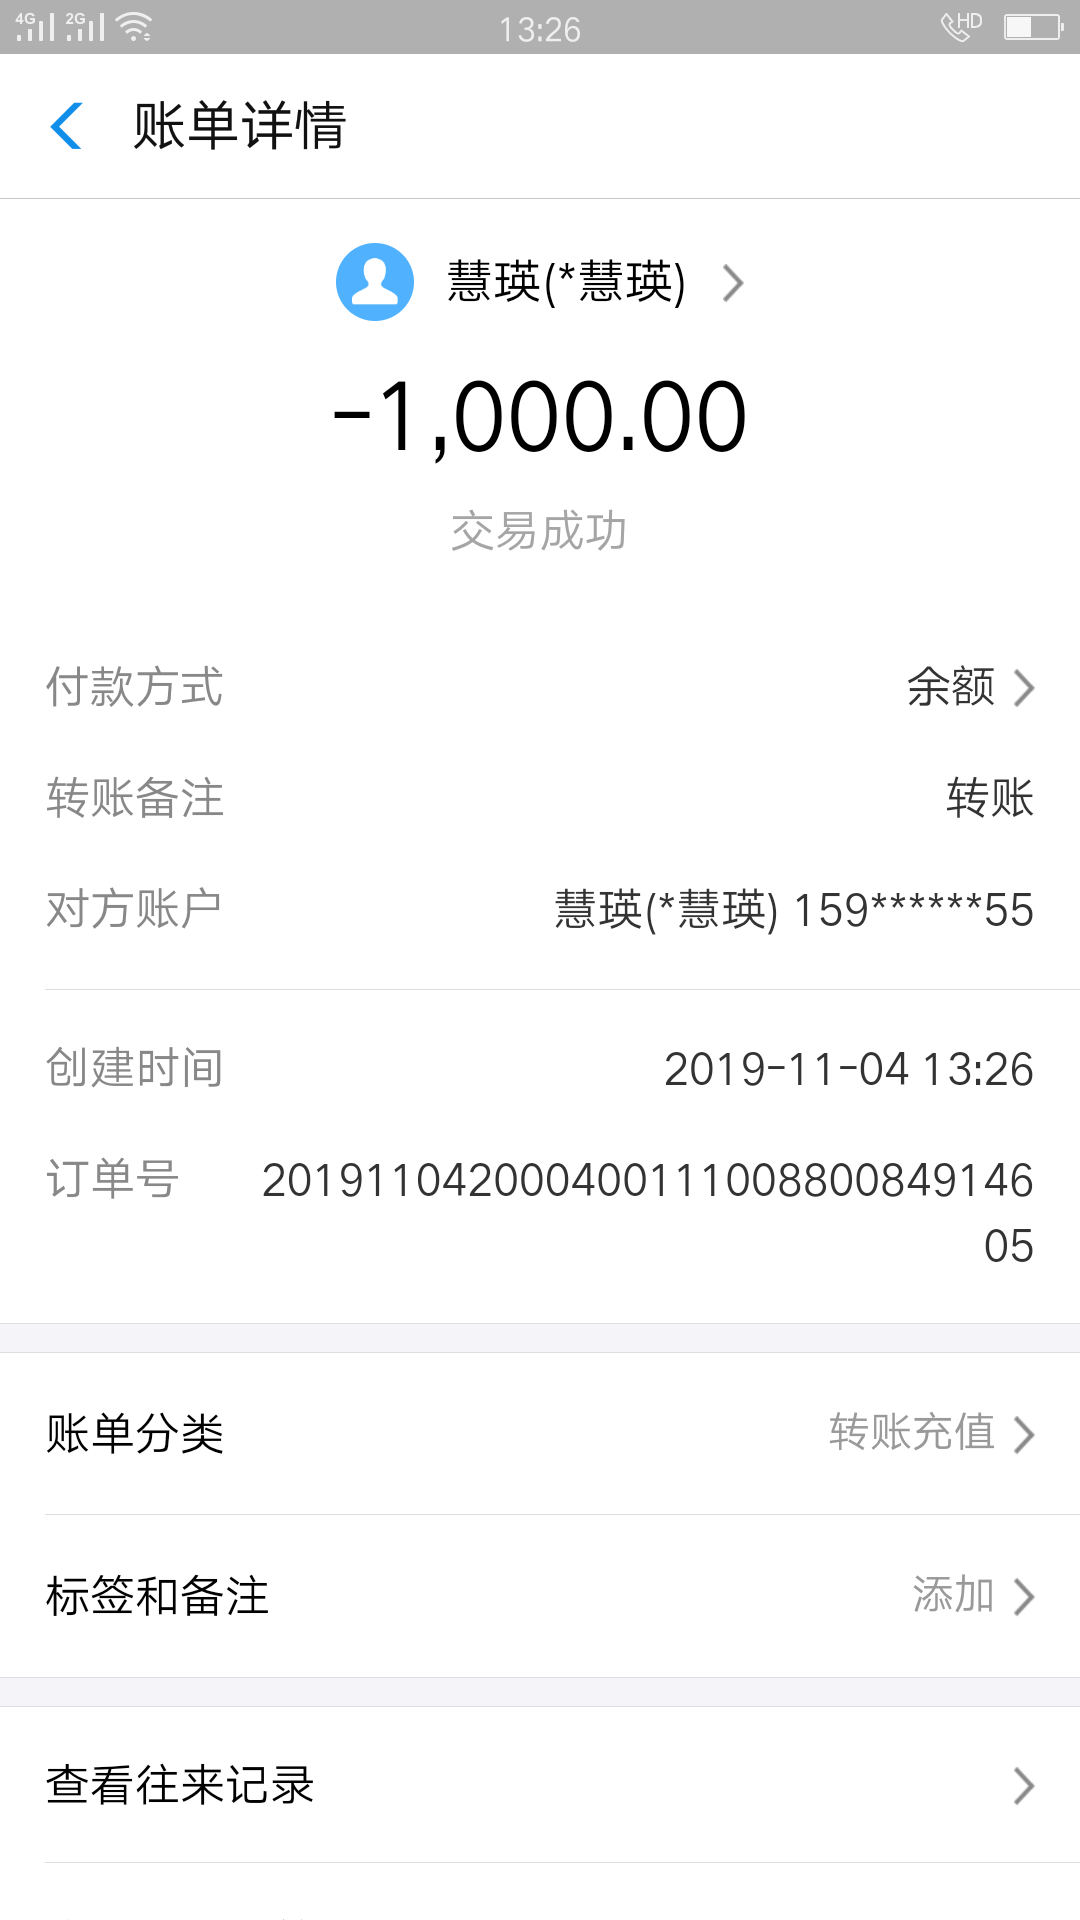 4G 2G 13:26 HD
账单详情
慧瑛(*慧瑛)
-1,000.00
交易成功
付款方式 余额
转账备注 转账
对方账户 慧瑛(*慧瑛) 159******55
创建时间 2019-11-04 13:26
订单号 201911042000400111008800849146
05
账单分类 转账充值
标签和备注 添加
查看往来记录